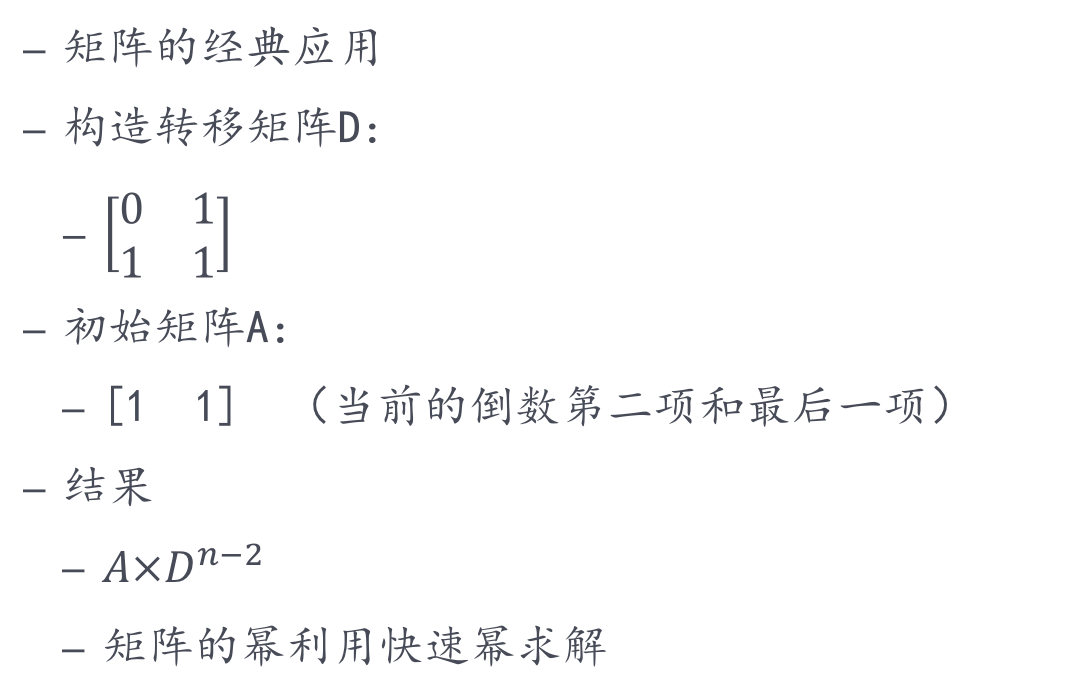 – 矩阵的经典应用
– 构造转移矩阵D：
– [0 1
1 1]
– 初始矩阵A：
– [1 1] （当前的倒数第二项和最后一项）
– 结果
– A×Dⁿ⁻²
– 矩阵的幂利用快速幂求解